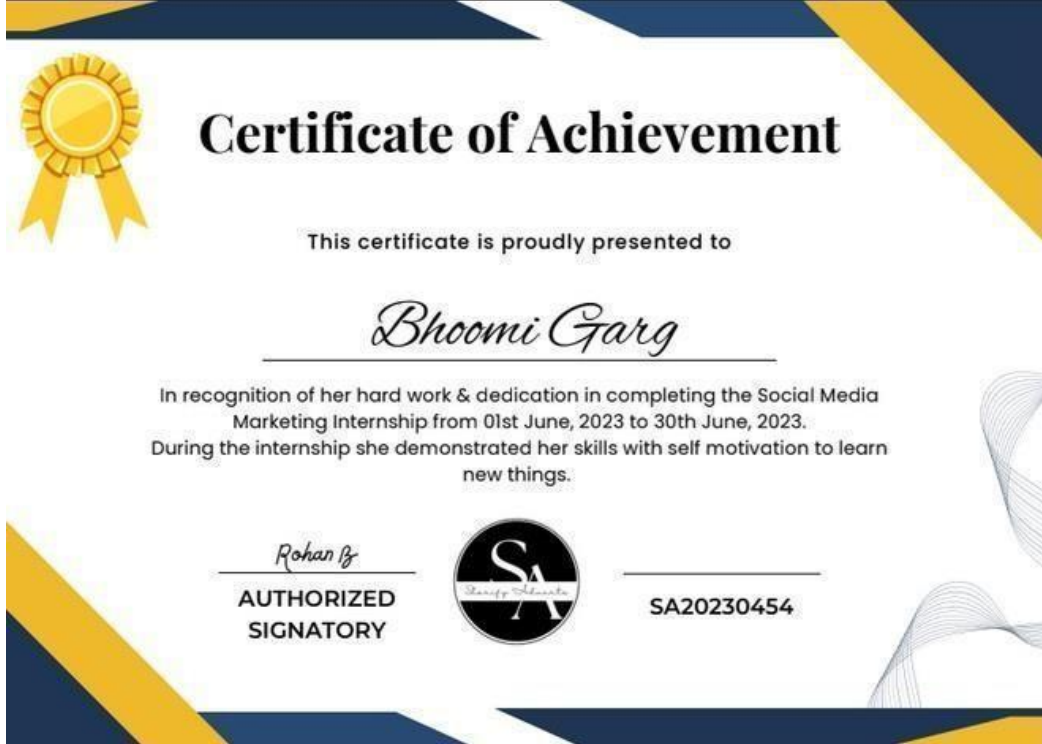 Certificate of Achievement
This certificate is proudly presented to
Bhoomi Garg
In recognition of her hard work & dedication in completing the Social Media
Marketing Internship from 01st June, 2023 to 30th June, 2023.
During the internship she demonstrated her skills with self motivation to learn
new things.
Rohan B
AUTHORIZED
SIGNATORY
SA
SA20230454